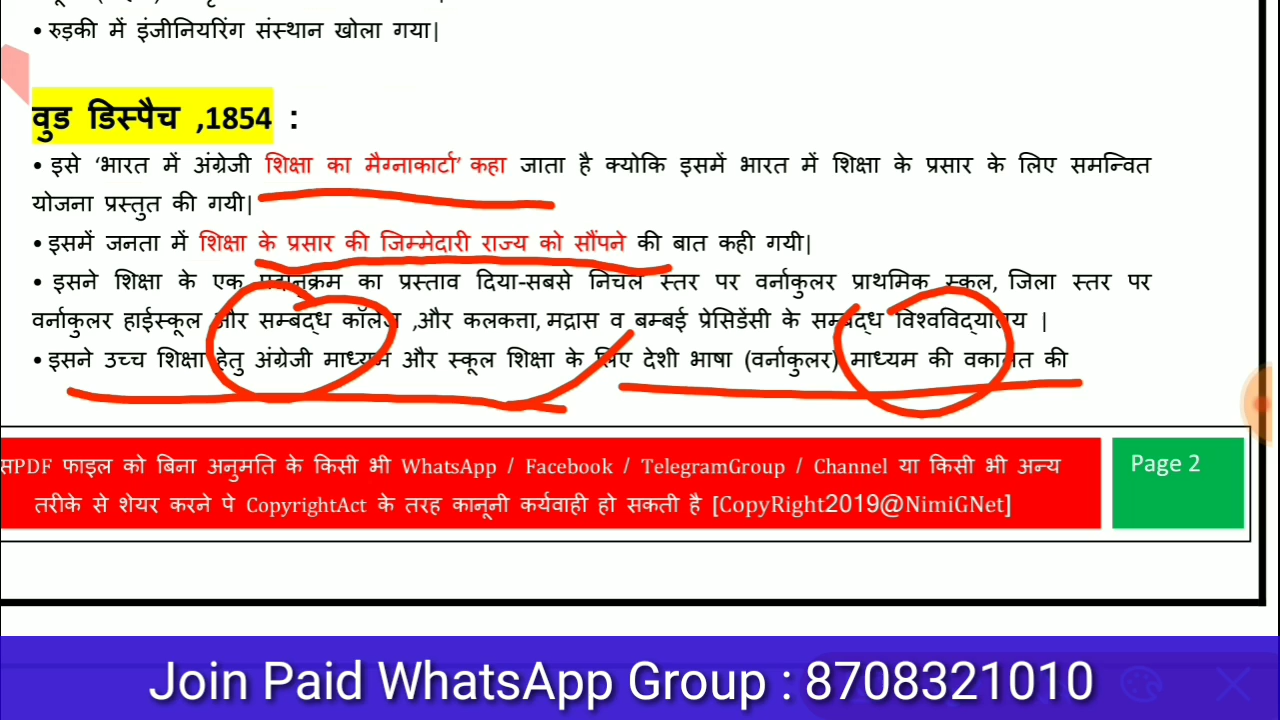 • रुड़की में इंजीनियरिंग संस्थान खोला गया|
वुड डिस्पैच ,1854 :
• इसे ‘भारत में अंग्रेजी शिक्षा का मैग्नाकार्टा’ कहा जाता है क्योकि इसमें भारत में शिक्षा के प्रसार के लिए समन्वित
योजना प्रस्तुत की गयी|
• इसमें जनता में शिक्षा के प्रसार की जिम्मेदारी राज्य को सौंपने की बात कही गयी|
• इसने शिक्षा के एक पदानुक्रम का प्रस्ताव दिया-सबसे निचले स्तर पर वर्नाकुलर प्राथमिक स्कूल, जिला स्तर पर
वर्नाकुलर हाईस्कूल और सम्बद्ध कॉलेज ,और कलकत्ता, मद्रास व बम्बई प्रेसिडेंसी के सम्बद्ध विश्वविद्यालय |
• इसने उच्च शिक्षा हेतु अंग्रेजी माध्यम और स्कूल शिक्षा के लिए देशी भाषा (वर्नाकुलर) माध्यम की वकालत की
सPDF फाइल को बिना अनुमति के किसी भी WhatsApp / Facebook / TelegramGroup / Channel या किसी भी अन्य
तरीके से शेयर करने पे CopyrightAct के तरह कानूनी कर्यवाही हो सकती है [CopyRight2019@NimiGNet]
Page 2
Join Paid WhatsApp Group : 8708321010